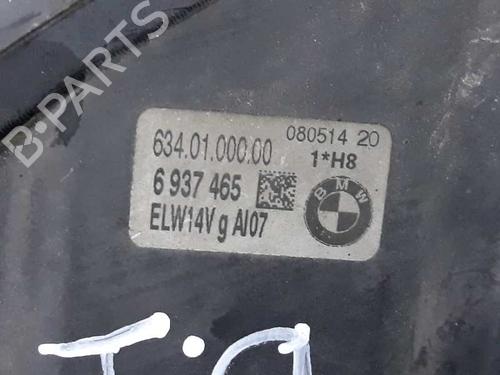 B-PARTS
634.01.000.00
080514 20
1*H8
6 937 465
BMW
ELW14V g AI07